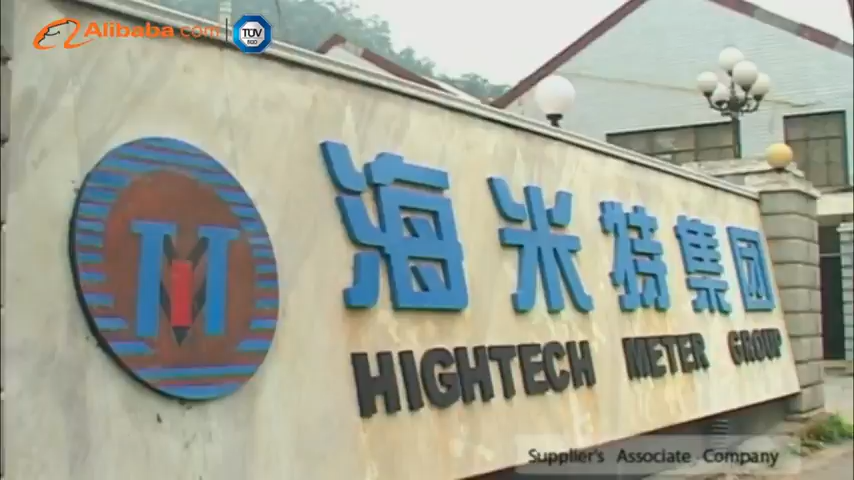 Alibaba.com
TÜV
海米特集团
HIGHTECH METER GROUP
Supplier's Associate Company